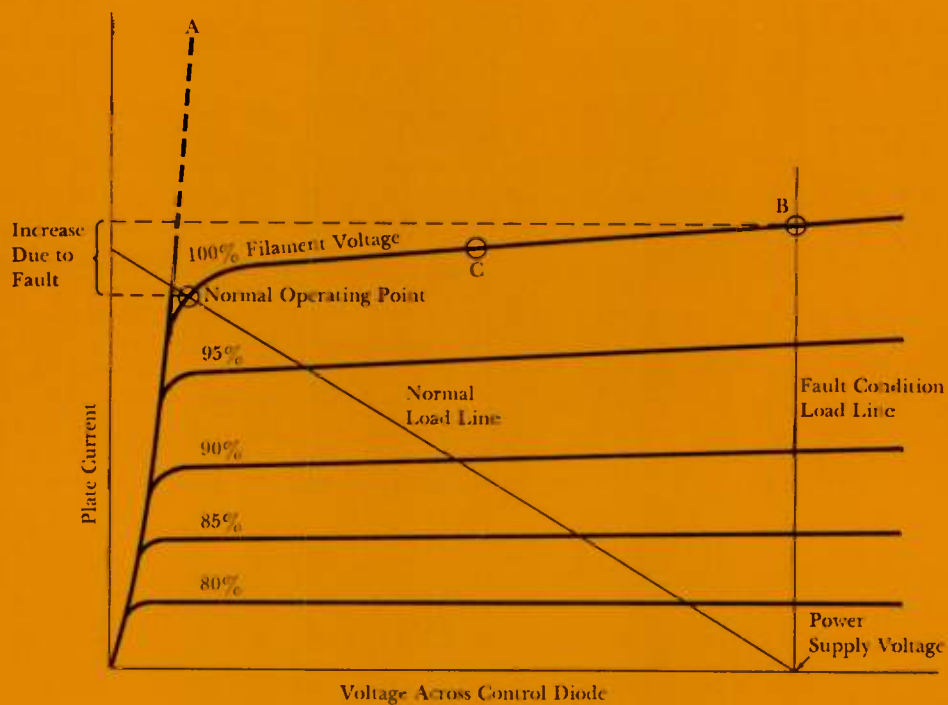 A
B
Increase
Due to
Fault
100% Filament Voltage
C
Normal Operating Point
95%
Normal
Load Line
Fault Condition
Load Line
Plate Current
90%
85%
80%
Power
Supply Voltage
Voltage Across Control Diode